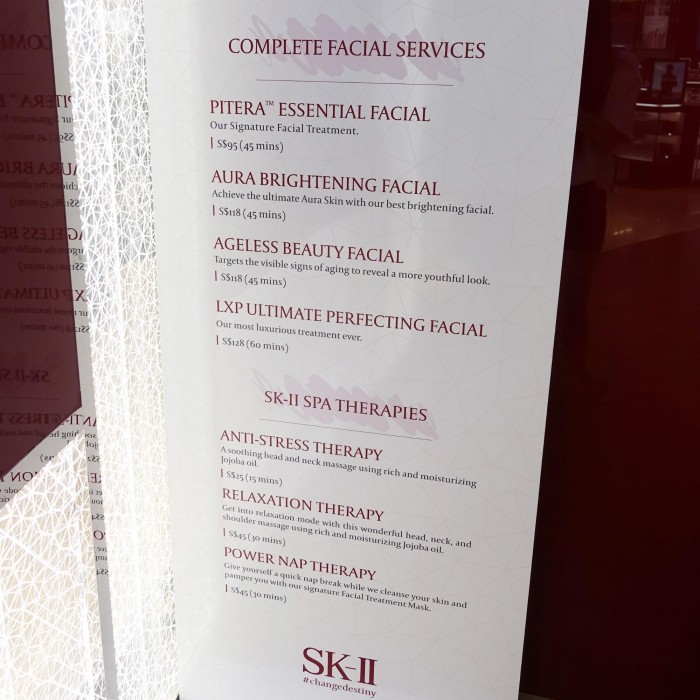 COMPLETE FACIAL SERVICES
PITERA™ ESSENTIAL FACIAL
Our Signature Facial Treatment.
| S$95 (45 mins)
AURA BRIGHTENING FACIAL
Achieve the ultimate Aura Skin with our best brightening facial.
| S$118 (45 mins)
AGELESS BEAUTY FACIAL
Targets the visible signs of aging to reveal a more youthful look.
| S$118 (45 mins)
LXP ULTIMATE PERFECTING FACIAL
Our most luxurious treatment ever.
| S$128 (60 mins)
SK-II SPA THERAPIES
ANTI-STRESS THERAPY
A soothing head and neck massage using rich and moisturizing
Jojoba oil.
| S$25 (15 mins)
RELAXATION THERAPY
Get into relaxation mode with this wonderful head, neck, and
shoulder massage using rich and moisturizing Jojoba oil.
| S$45 (30 mins)
POWER NAP THERAPY
Give yourself a quick nap break while we cleanse your skin and
pamper you with our signature Facial Treatment Mask.
| S$45 (30 mins)
SK-II
#changedestiny